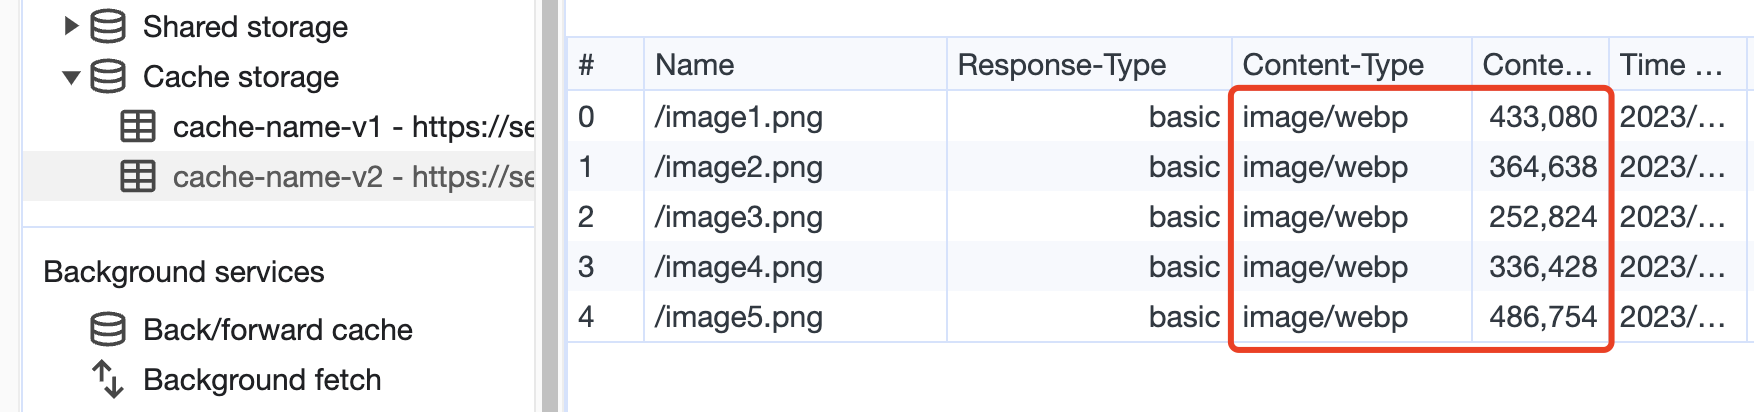 Shared storage
Cache storage
cache-name-v1 - https://se
cache-name-v2 - https://se
Background services
Back/forward cache
Background fetch
# Name Response-Type Content-Type Conte… Time …
0 /image1.png basic image/webp 433,080 2023/…
1 /image2.png basic image/webp 364,638 2023/…
2 /image3.png basic image/webp 252,824 2023/…
3 /image4.png basic image/webp 336,428 2023/…
4 /image5.png basic image/webp 486,754 2023/…